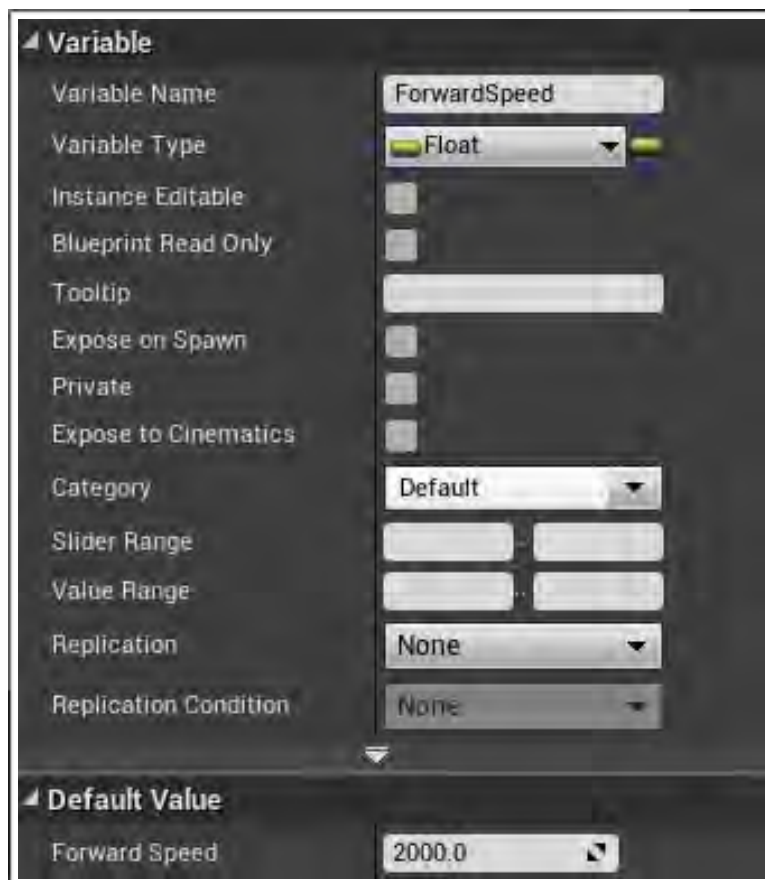 Variable
Variable Name ForwardSpeed
Variable Type Float
Instance Editable
Blueprint Read Only
Tooltip
Expose on Spawn
Private
Expose to Cinematics
Category Default
Slider Range
Value Range
Replication None
Replication Condition None
Default Value
Forward Speed 2000.0